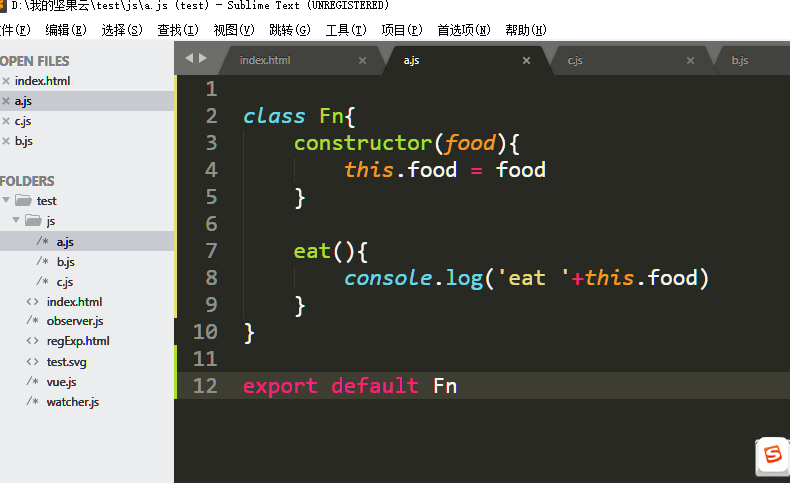 D:\我的坚果云\test\js\a.js (test) - Sublime Text (UNREGISTERED)
件(F) 编辑(E) 选择(S) 查找(I) 视图(V) 跳转(G) 工具(T) 项目(P) 首选项(N) 帮助(H)
OPEN FILES
index.html
a.js
c.js
b.js
FOLDERS
test
js
/* a.js
/* b.js
/* c.js
<> index.html
/* observer.js
<> regExp.html
<> test.svg
/* vue.js
/* watcher.js
index.html × a.js × c.js × b.js
1
2 class Fn{
3 constructor(food){
4 this.food = food
5 }
6
7 eat(){
8 console.log('eat '+this.food)
9 }
10 }
11
12 export default Fn
S